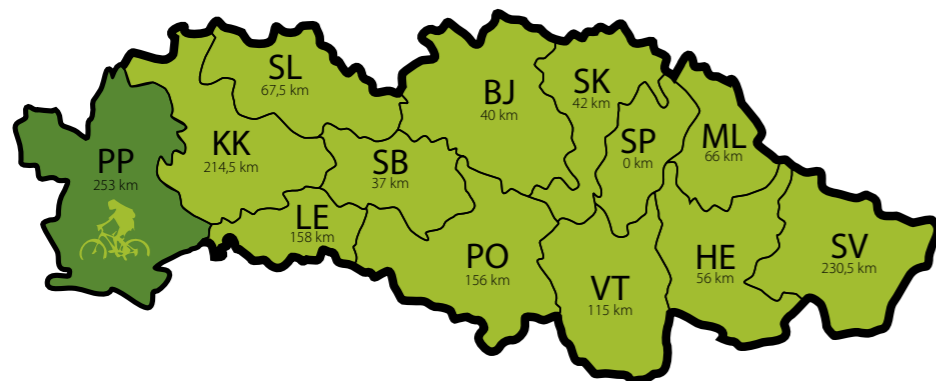 SL
67,5 km
BJ
40 km
SK
42 km
PP
253 km
KK
214,5 km
SB
37 km
SP
0 km
ML
66 km
LE
158 km
PO
156 km
VT
115 km
HE
56 km
SV
230,5 km